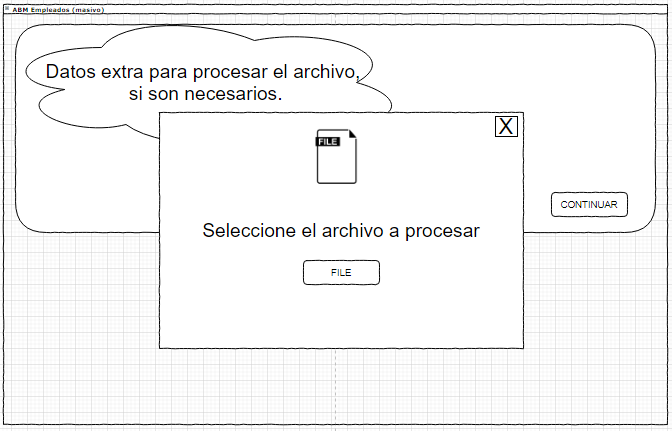 ABM Empleados (masivo)
Datos extra para procesar el archivo,
si son necesarios.
X
FILE
Seleccione el archivo a procesar
CONTINUAR
FILE